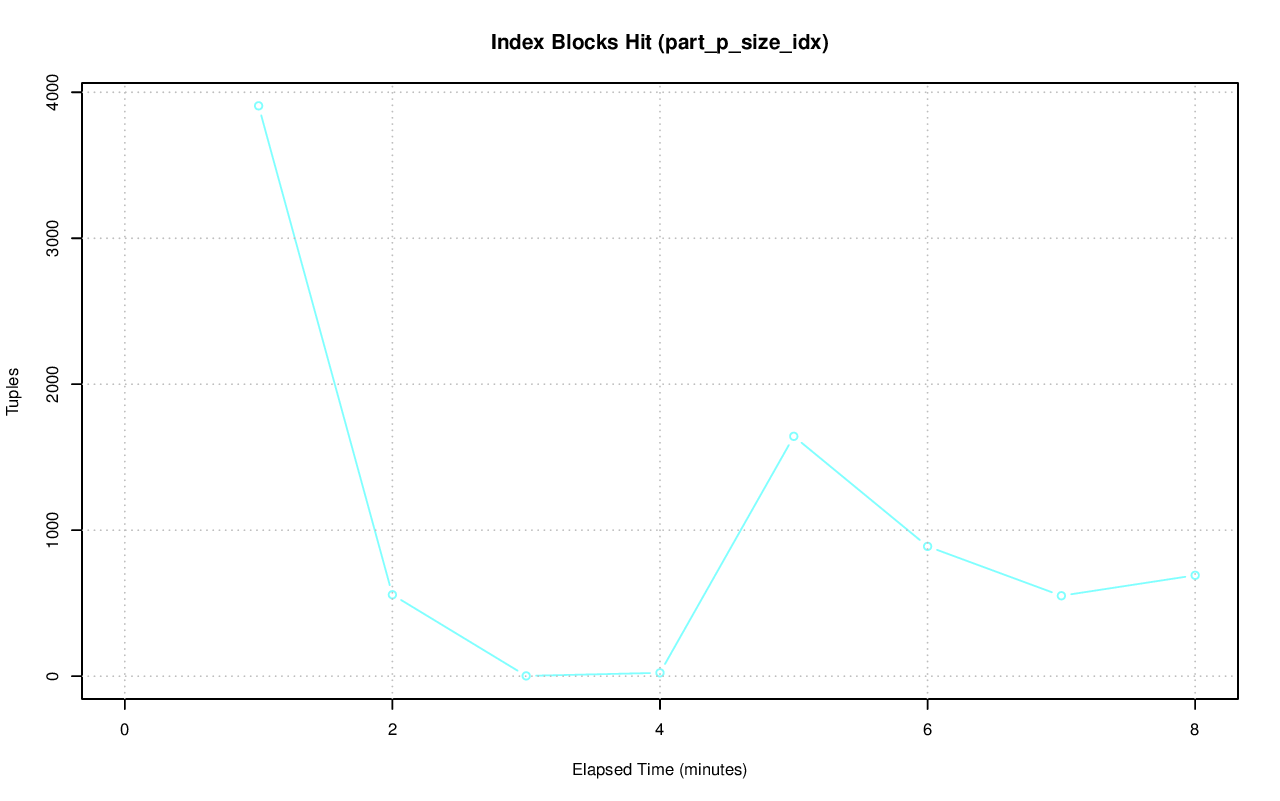 Index Blocks Hit (part_p_size_idx)
4000
3000
2000
1000
0
Tuples
0 2 4 6 8
Elapsed Time (minutes)